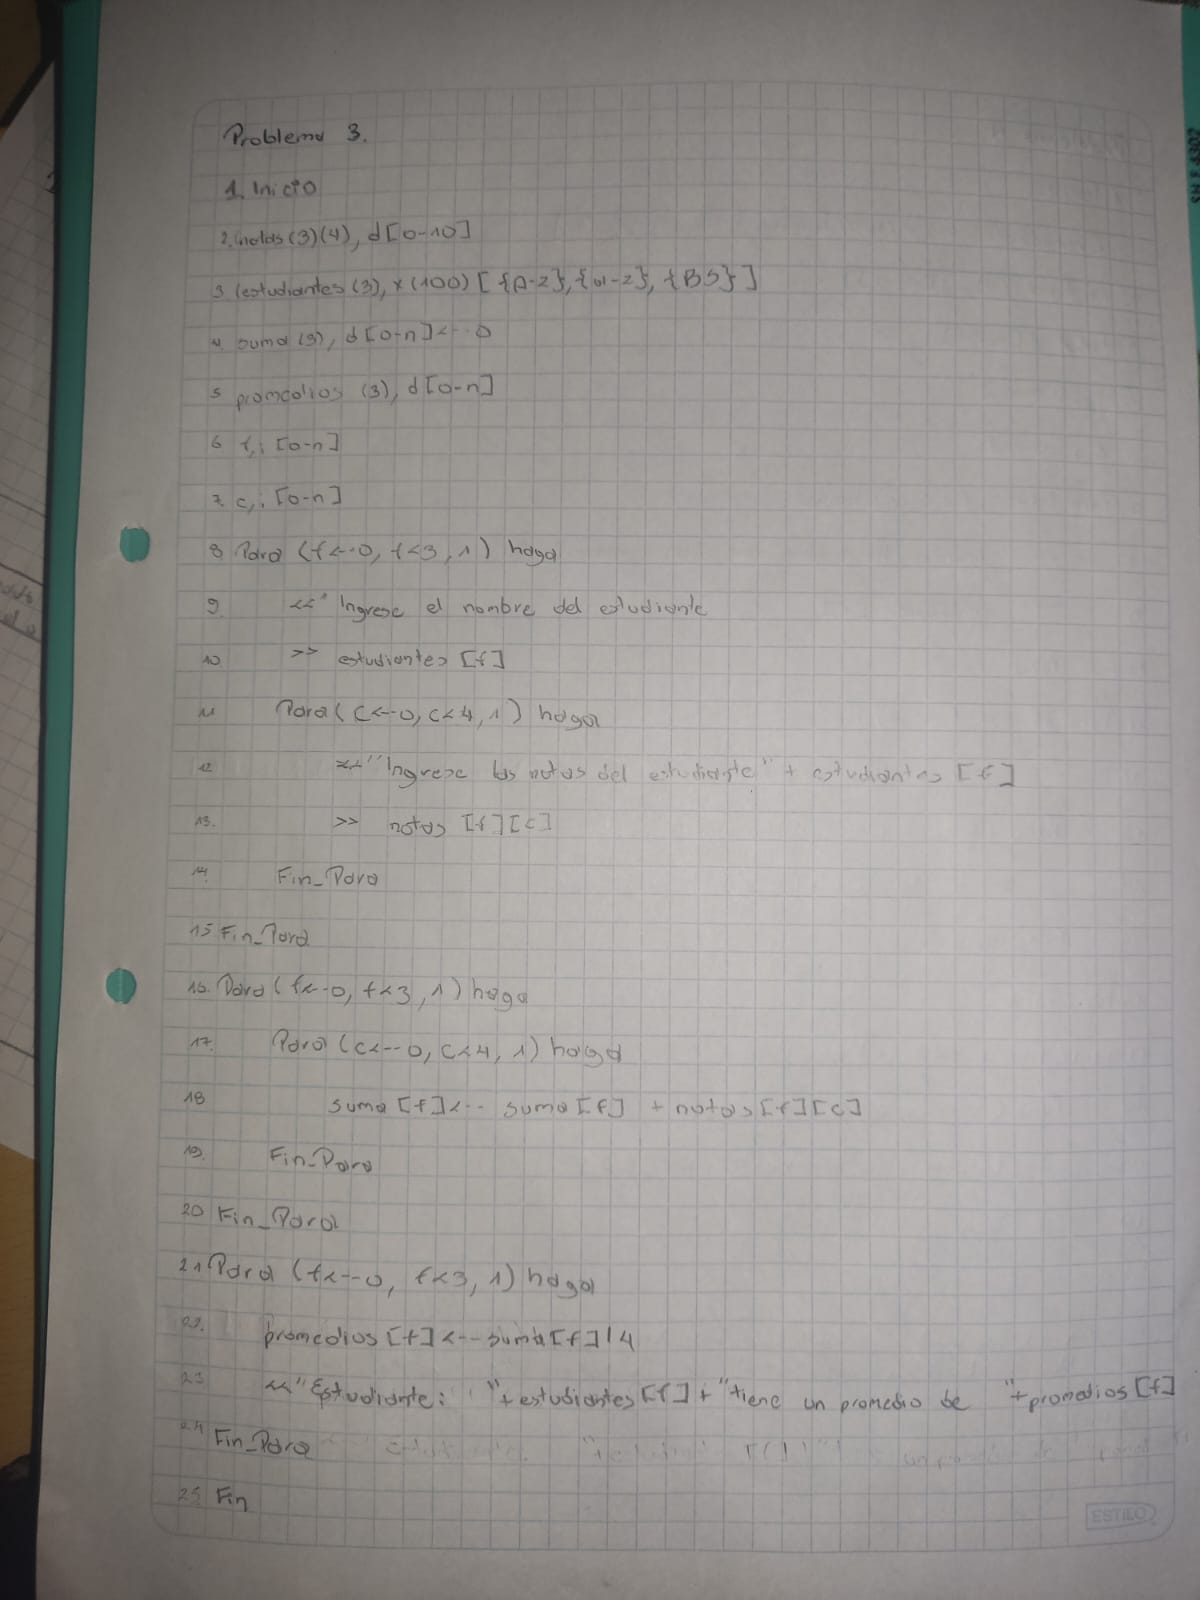 Problema 3.
1. Inicio
2. notas (3)(4), d [0-10]
3 estudiantes (3), x (100) [ {A-Z}, {a-z}, {BS} ]
4. suma (3), d [0-n] <-- 0
5 promedios (3), d [0-n]
6 f, i [0-n]
7. c, i [0-n]
8 Para (f <-- 0, f<3, 1) haga
9. <<" Ingrese el nombre del estudiante
10 >> estudiantes [f]
11 Para ( c <-- 0, c<4, 1) haga
12 <<"Ingrese las notas del estudiante" + estudiantes [f]
13. >> notas [f][c]
14. Fin_Para
15 Fin_Para
16. Para ( f<--0, f<3, 1) haga
17. Para (c<-- 0, c<4, 1) haga
18 suma [f] <-- suma [f] + notas [f][c]
19. Fin_Para
20 Fin_Para
21 Para (f<--0, f<3, 1) haga
22. promedios [f] <-- suma [f] / 4
23 <<"Estudiante: "+ estudiantes [f] + "tiene un promedio de "+ promedios [f]
24 Fin_Para
25 Fin
ESTILO